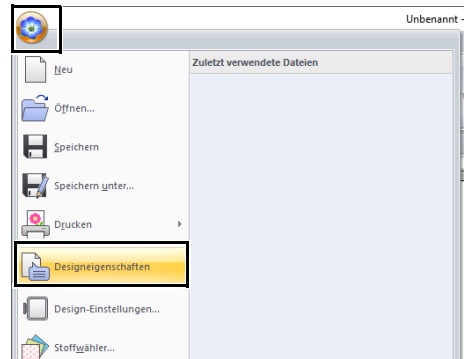 Unbenannt -
Neu
Zuletzt verwendete Dateien
Öffnen...
Speichern
Speichern unter...
Drucken
Designeigenschaften
Design-Einstellungen...
Stoffwähler...